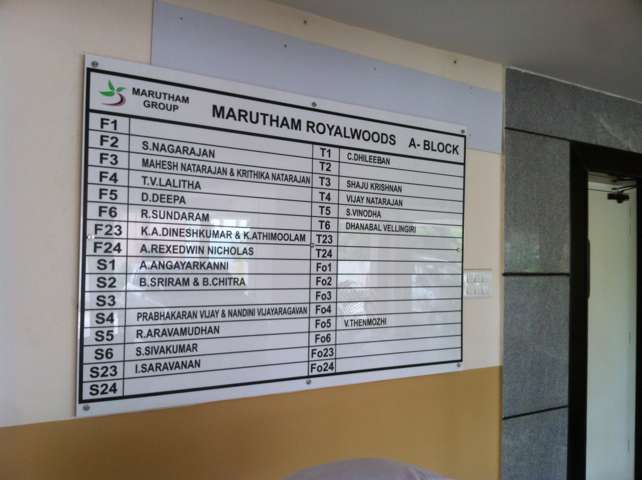 MARUTHAM
GROUP
MARUTHAM ROYALWOODS A- BLOCK
F1 T1 C.DHILEEBAN
F2 S.NAGARAJAN T2
F3 MAHESH NATARAJAN & KRITHIKA NATARAJAN T3 SHAJU KRISHNAN
F4 T.V.LALITHA T4 VIJAY NATARAJAN
F5 D.DEEPA T5 S.VINODHA
F6 R.SUNDARAM T6 DHANABAL VELLINGIRI
F23 K.A.DINESHKUMAR & K.ATHIMOOLAM T23
F24 A.REXEDWIN NICHOLAS T24
S1 A.ANGAYARKANNI Fo1
S2 B.SRIRAM & B.CHITRA Fo2
S3 Fo3
S4 PRABHAKARAN VIJAY & NANDINI VIJAYARAGAVAN Fo4
S5 R.ARAVAMUDHAN Fo5 V.THENMOZHI
S6 S.SIVAKUMAR Fo6
S23 I.SARAVANAN Fo23
S24 Fo24